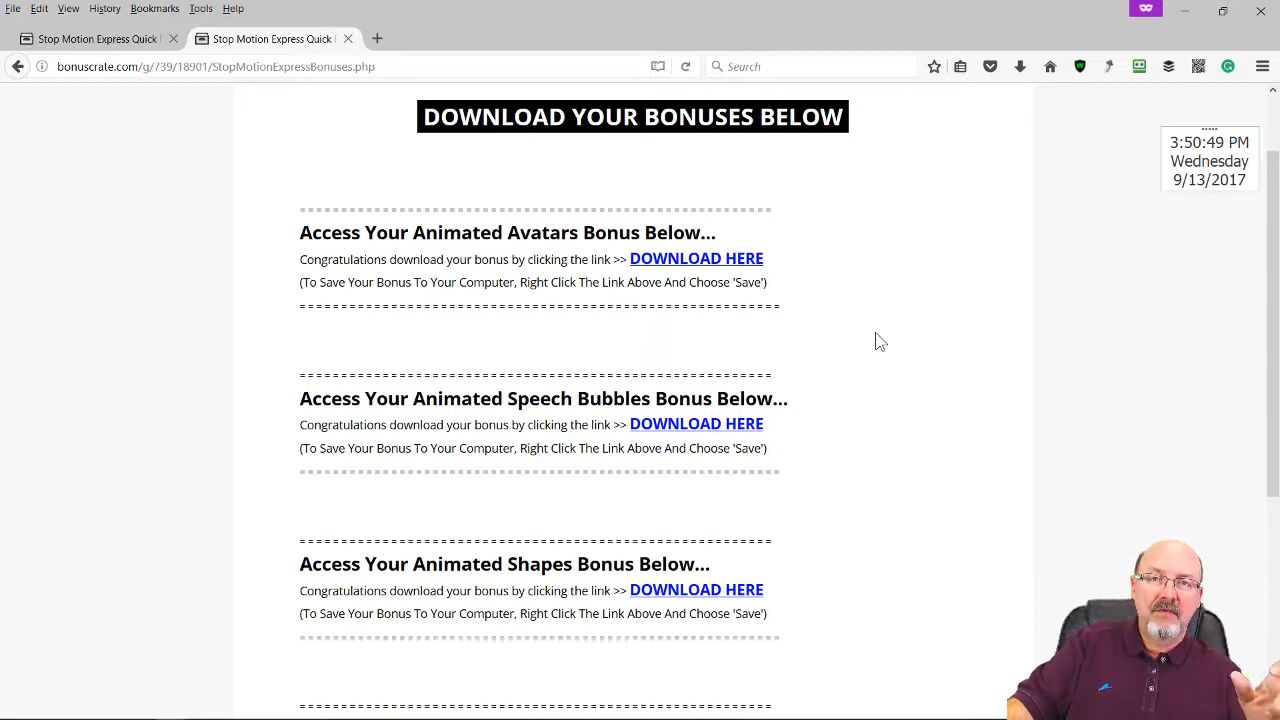 File Edit View History Bookmarks Tools Help
Stop Motion Express Quick
Stop Motion Express Quick
bonuscrate.com/g/739/18901/StopMotionExpressBonuses.php
Search
DOWNLOAD YOUR BONUSES BELOW
3:50:49 PM
Wednesday
9/13/2017
Access Your Animated Avatars Bonus Below...
Congratulations download your bonus by clicking the link >> DOWNLOAD HERE
(To Save Your Bonus To Your Computer, Right Click The Link Above And Choose 'Save')
Access Your Animated Speech Bubbles Bonus Below...
Congratulations download your bonus by clicking the link >> DOWNLOAD HERE
(To Save Your Bonus To Your Computer, Right Click The Link Above And Choose 'Save')
Access Your Animated Shapes Bonus Below...
Congratulations download your bonus by clicking the link >> DOWNLOAD HERE
(To Save Your Bonus To Your Computer, Right Click The Link Above And Choose 'Save')